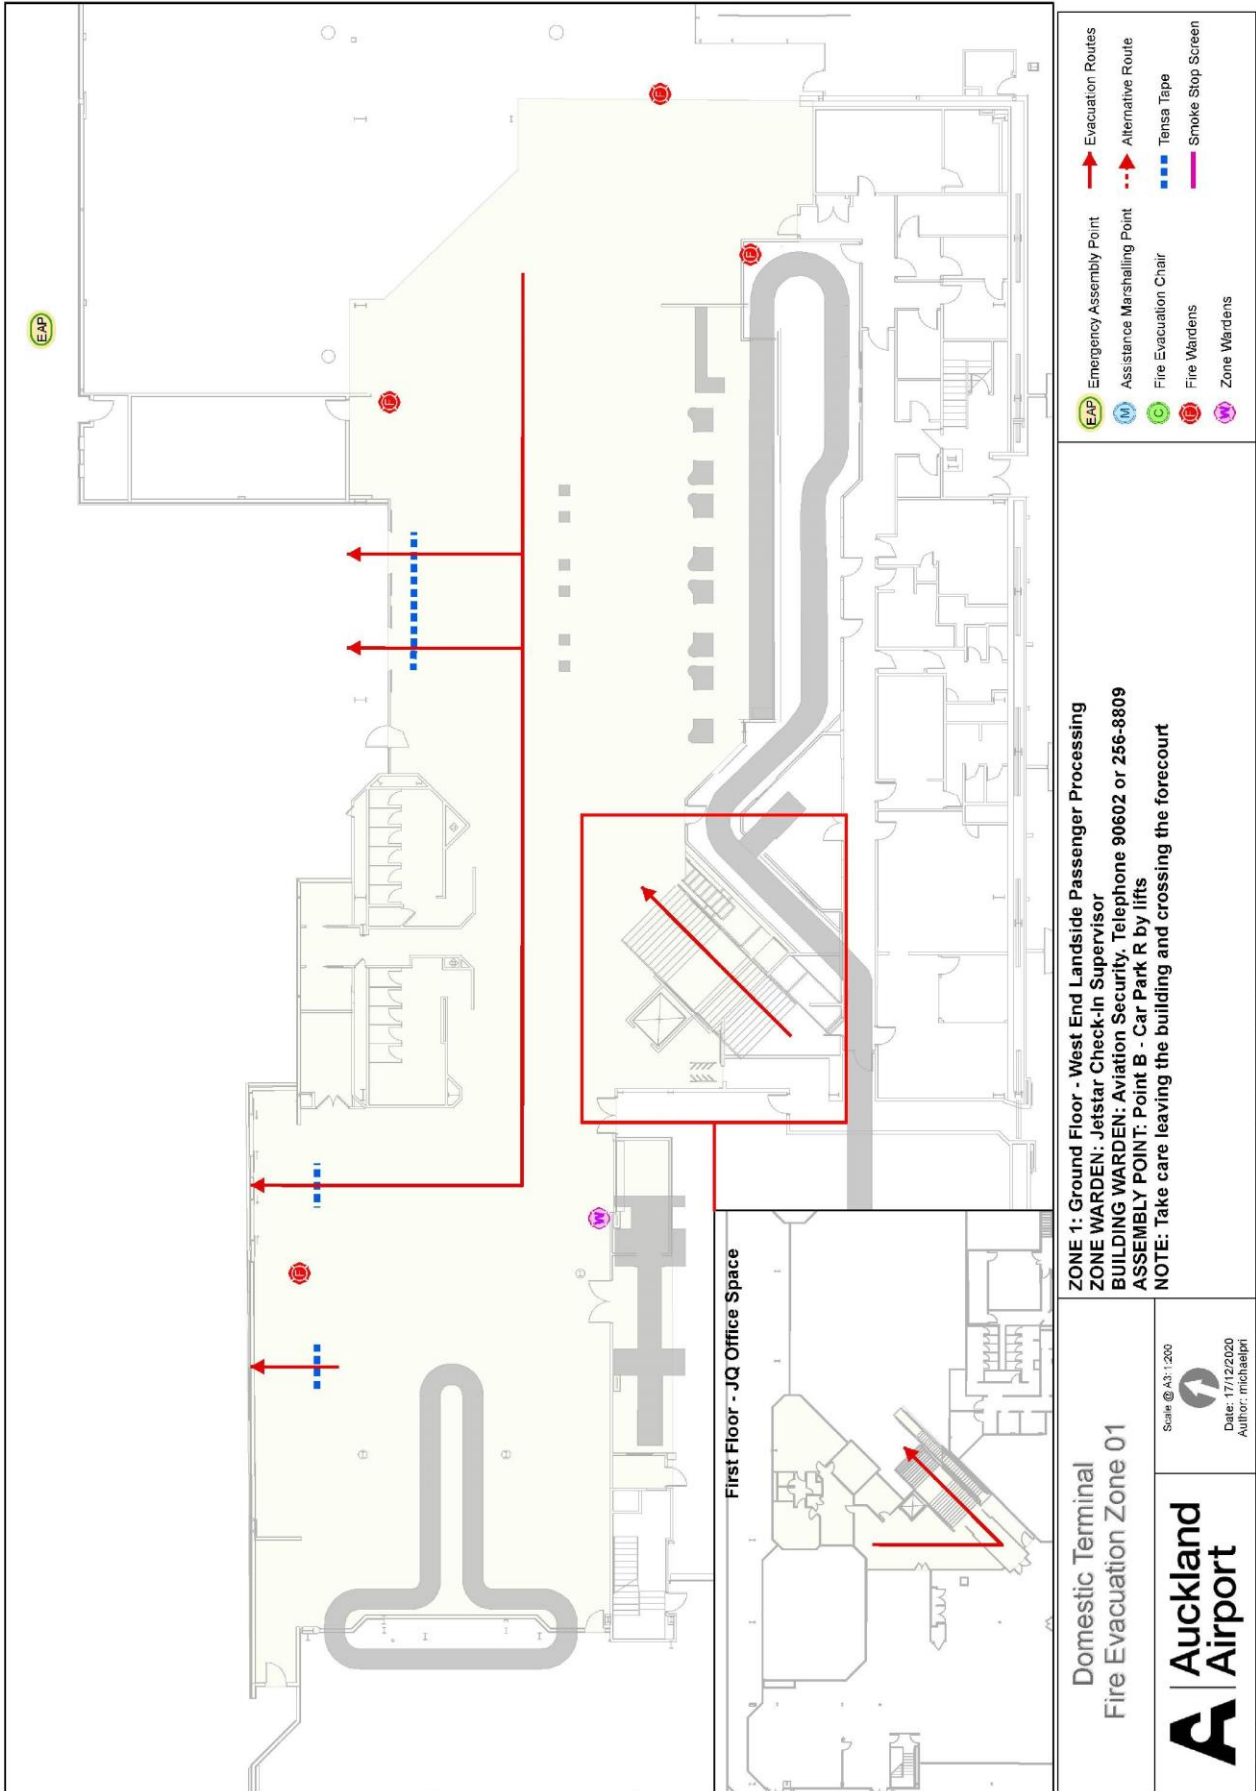 EAP
F
F
F
F
W
First Floor - JQ Office Space
Domestic Terminal
Fire Evacuation Zone 01
A | Auckland
Airport
Scale @ A3: 1:200
Date: 17/12/2020
Author: michaelpri
ZONE 1: Ground Floor - West End Landside Passenger Processing
ZONE WARDEN: Jetstar Check-In Supervisor
BUILDING WARDEN: Aviation Security, Telephone 90602 or 256-8809
ASSEMBLY POINT: Point B - Car Park R by lifts
NOTE: Take care leaving the building and crossing the forecourt
EAP Emergency Assembly Point
M Assistance Marshalling Point
C Fire Evacuation Chair
F Fire Wardens
W Zone Wardens
Evacuation Routes
Alternative Route
Tensa Tape
Smoke Stop Screen